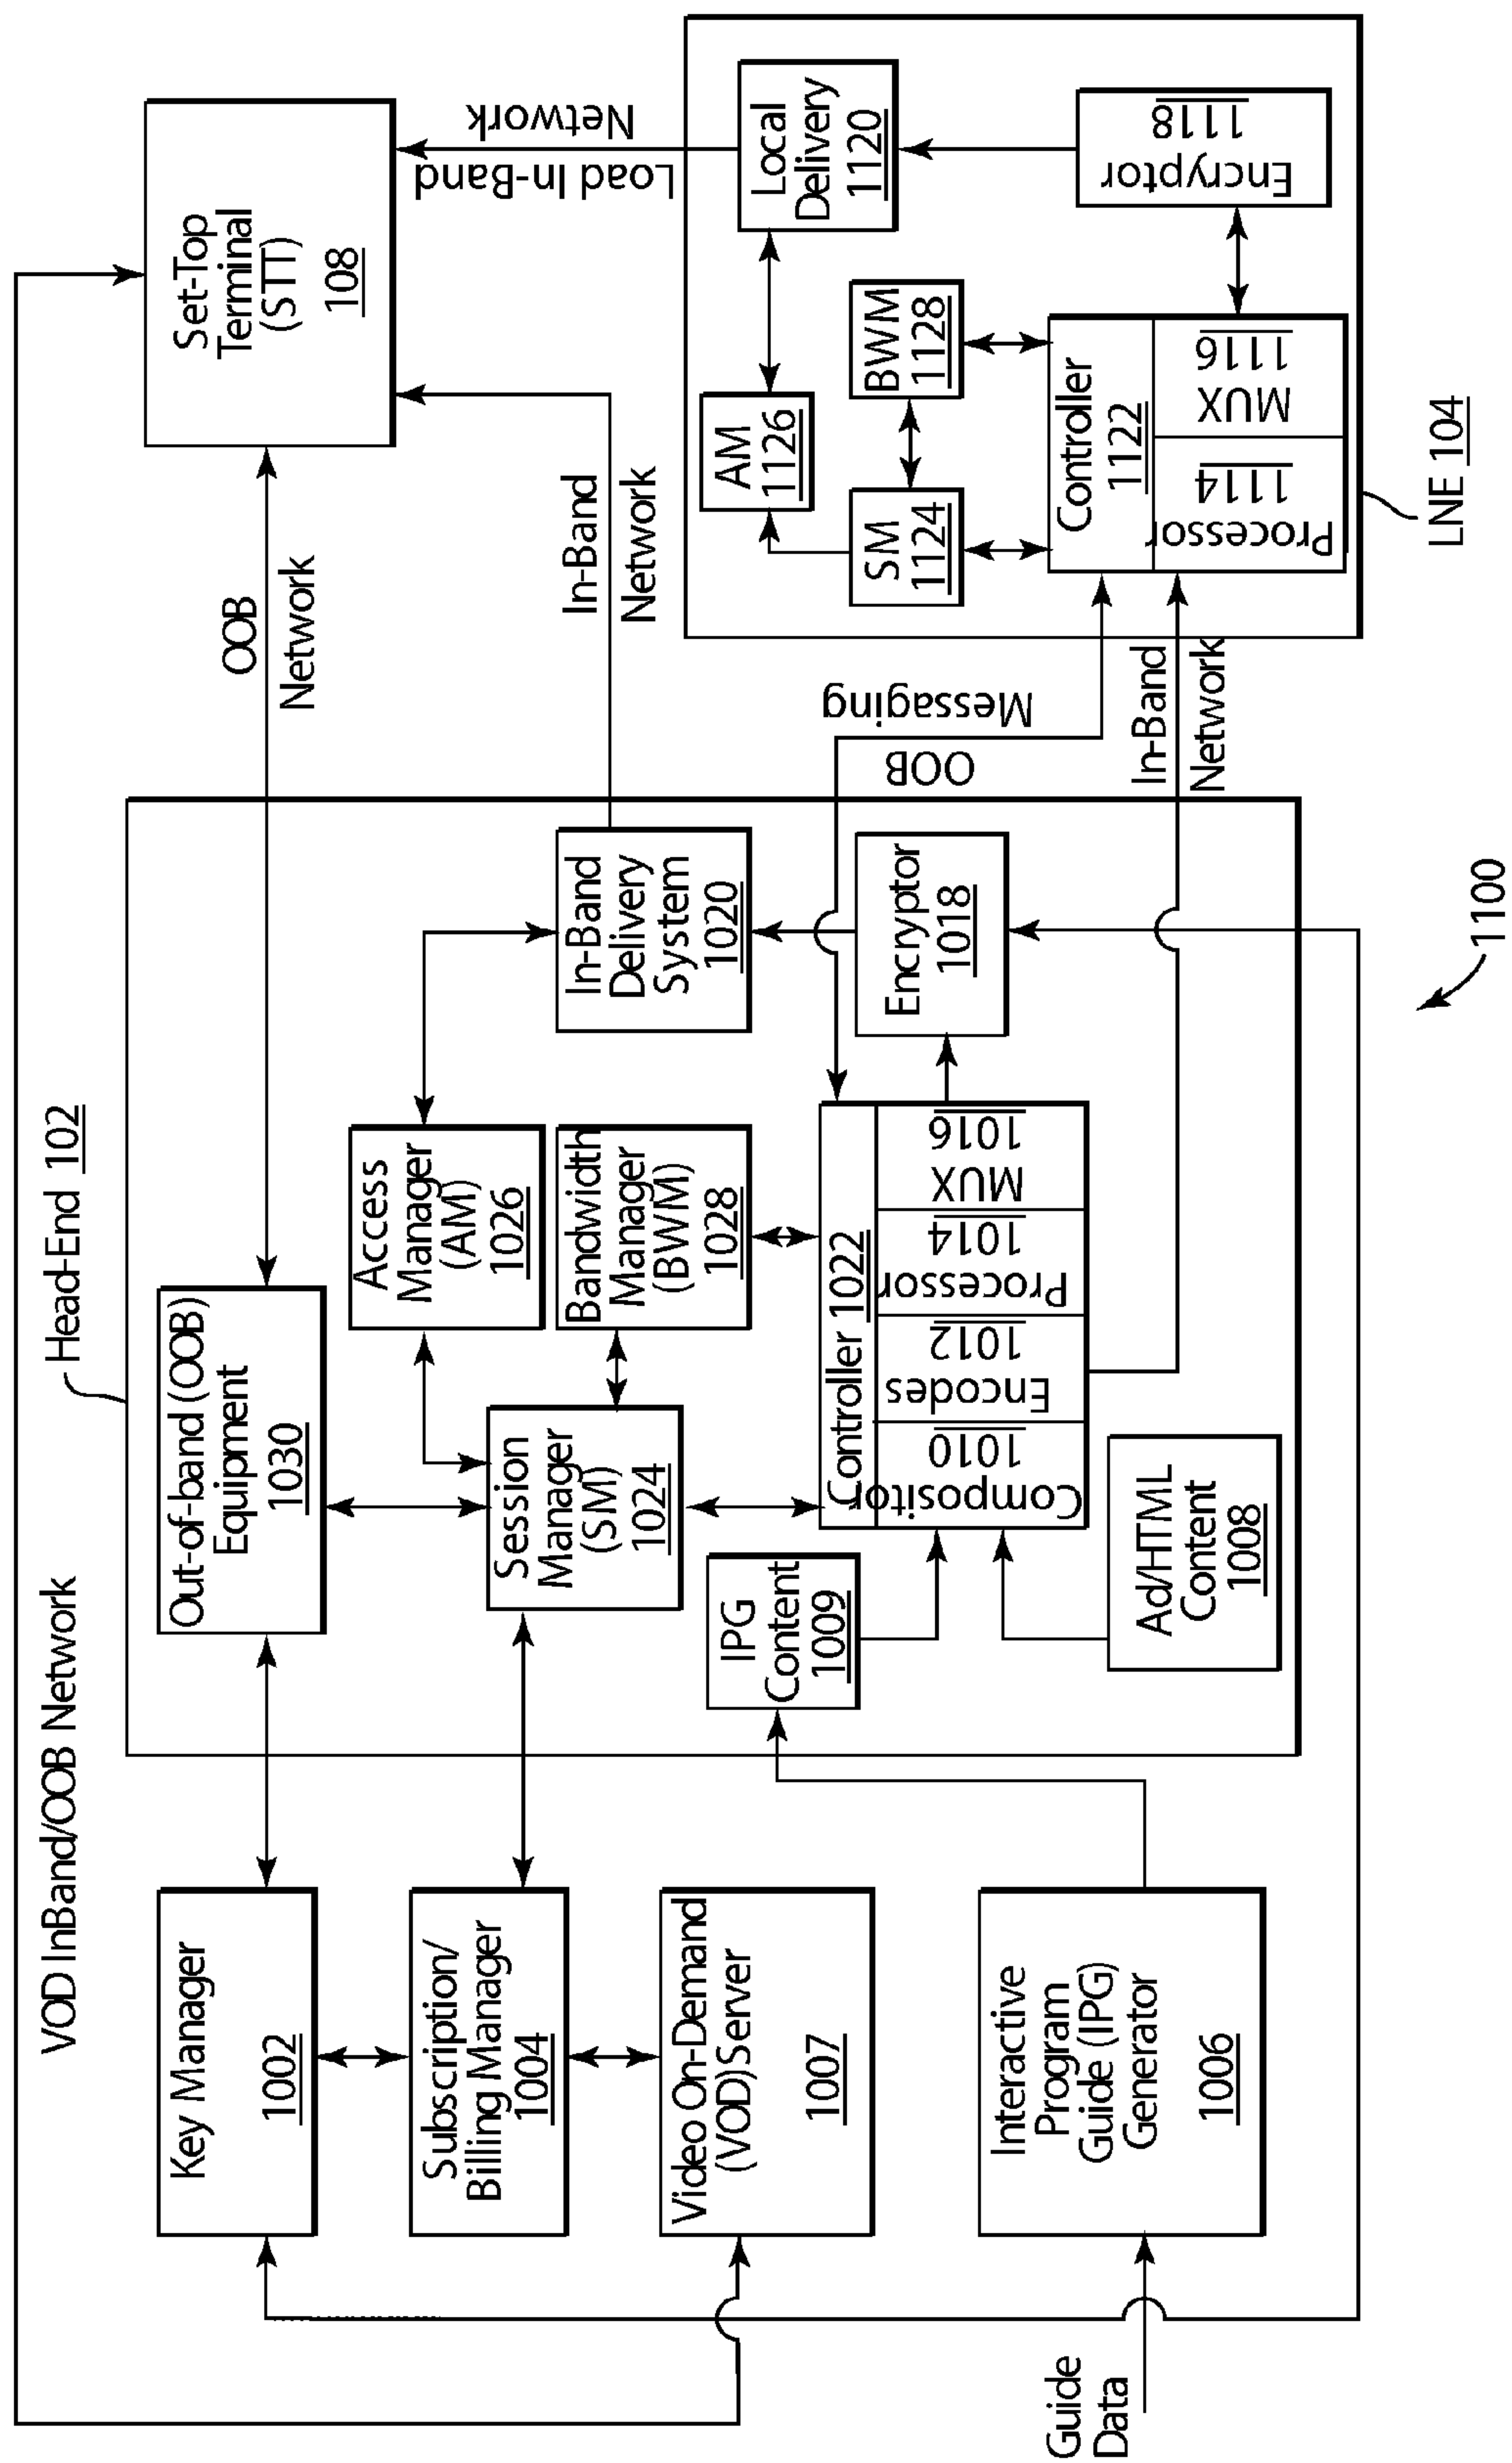 VOD InBand/OOB Network
Head-End 102
Key Manager
1002
Subscription/
Billing Manager
1004
Video On-Demand
(VOD)Server
1007
Interactive
Program
Guide (IPG)
Generator
1006
Guide
Data
Out-of-band (OOB)
Equipment
1030
Session
Manager
(SM)
1024
Access
Manager
(AM)
1026
Bandwidth
Manager
(BWM)
1028
In-Band
Delivery
System
1020
IPG
Content
1009
Ad/HTML
Content
1008
Controller 1022
Compositor
1010
Encodes
1012
Processor
1014
MUX
1016
Encryptor
1018
OOB
Network
In-Band
Network
OOB
Messaging
In-Band
Network
Set-Top
Terminal
(STT)
108
Load In-Band
Network
Local
Delivery
1120
AM
1126
SM
1124
BWM
1128
Controller
1122
Processor
1114
MUX
1116
Encryptor
1118
LNE 104
1100